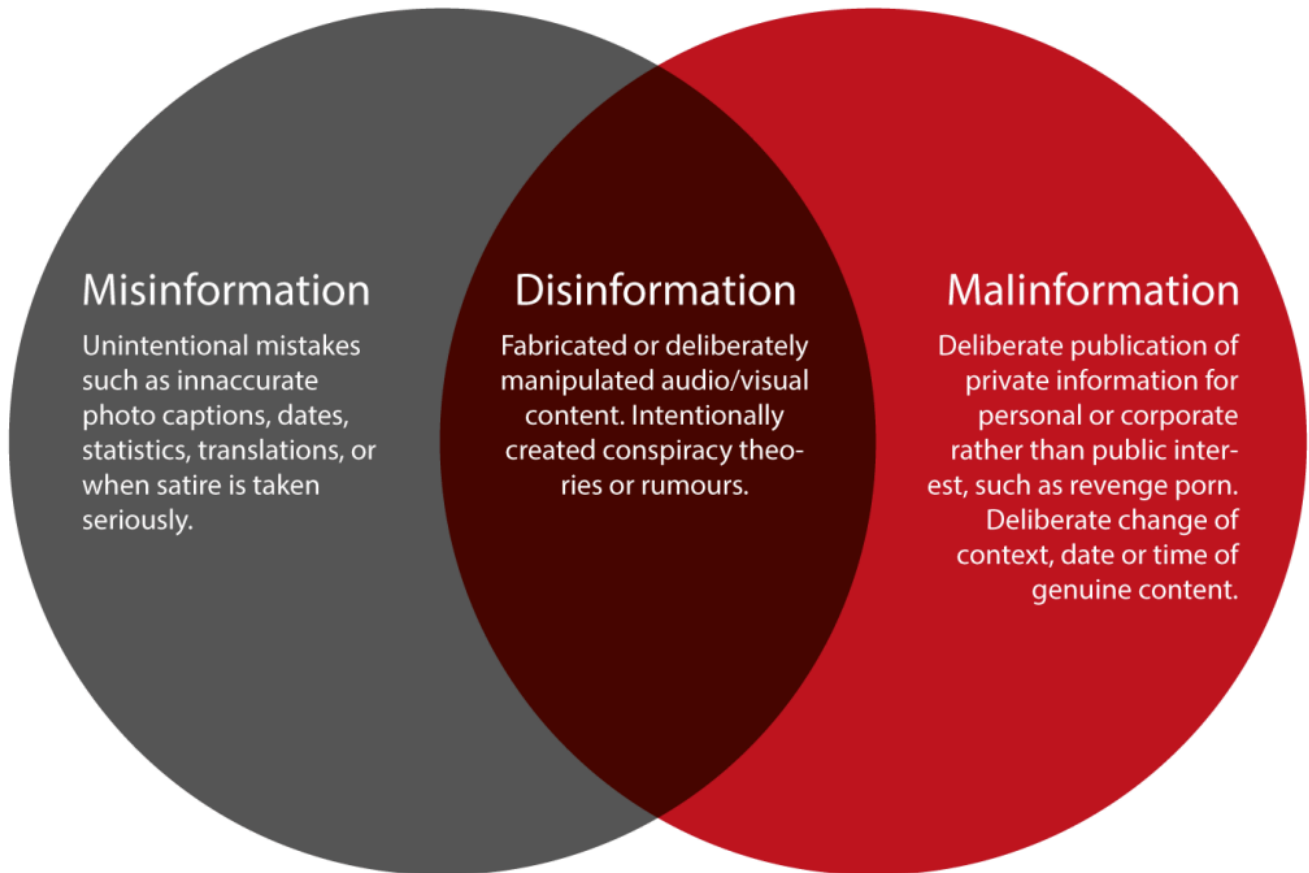 Misinformation
Unintentional mistakes
such as innaccurate
photo captions, dates,
statistics, translations, or
when satire is taken
seriously.
Disinformation
Fabricated or deliberately
manipulated audio/visual
content. Intentionally
created conspiracy theo-
ries or rumours.
Malinformation
Deliberate publication of
private information for
personal or corporate
rather than public inter-
est, such as revenge porn.
Deliberate change of
context, date or time of
genuine content.